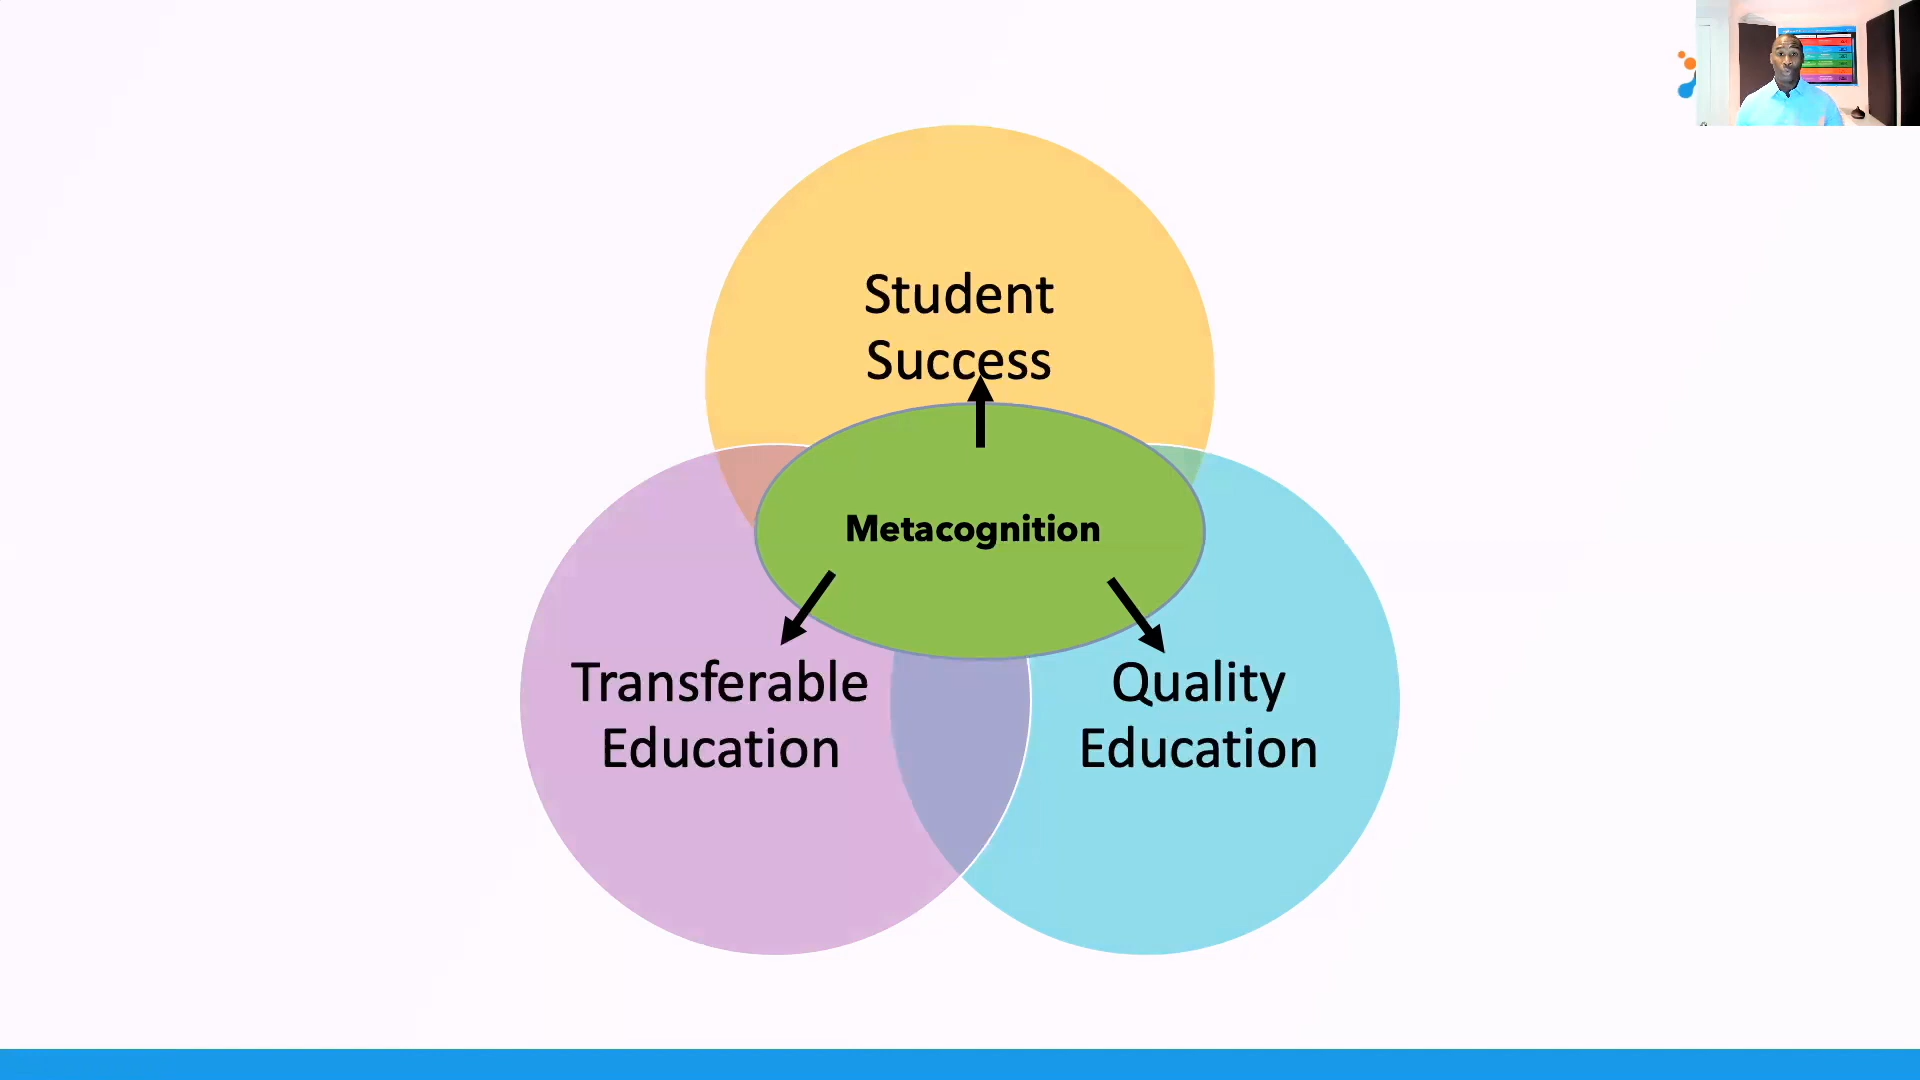 Student
Success
Metacognition
Transferable
Education
Quality
Education